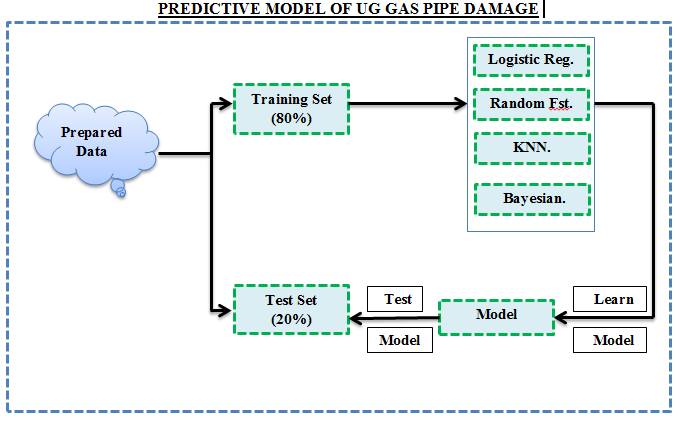 PREDICTIVE MODEL OF UG GAS PIPE DAMAGE
Prepared
Data
Training Set
(80%)
Logistic Reg.
Random Fst.
KNN.
Bayesian.
Test Set
(20%)
Test
Model
Model
Learn
Model